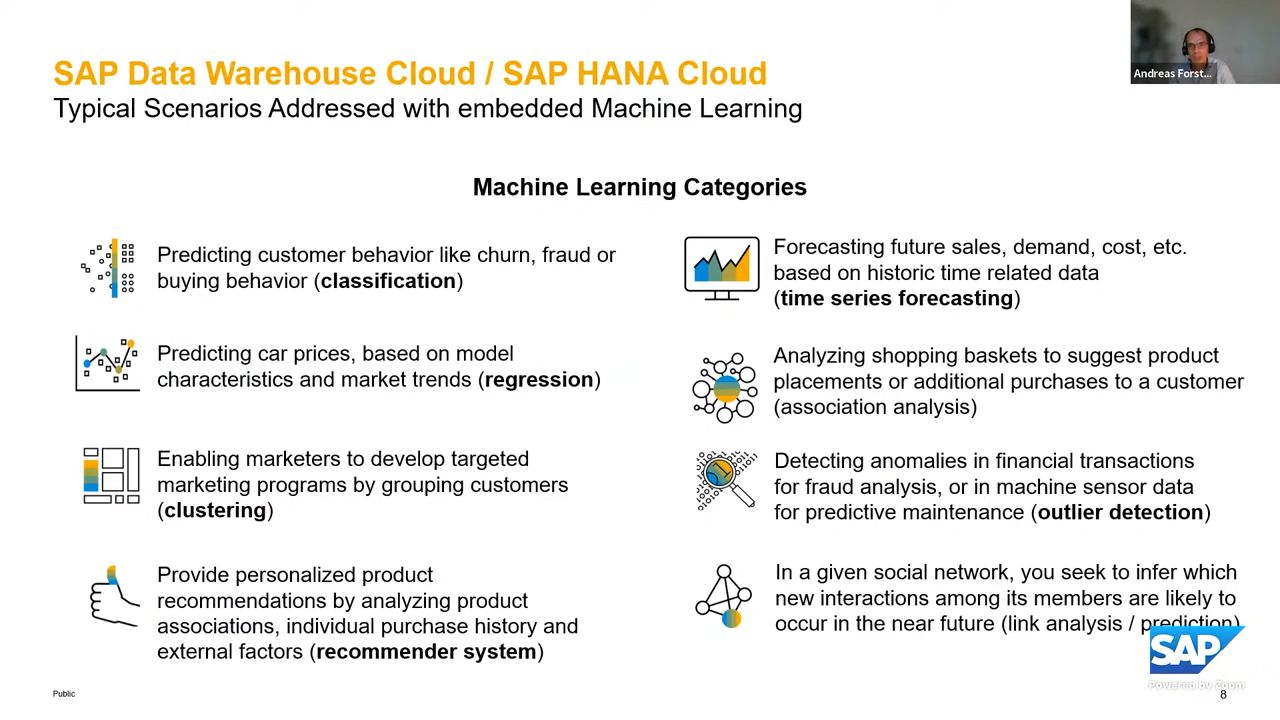 SAP Data Warehouse Cloud / SAP HANA Cloud
Typical Scenarios Addressed with embedded Machine Learning
Andreas Forst...
Machine Learning Categories
Predicting customer behavior like churn, fraud or
buying behavior (classification)
Predicting car prices, based on model
characteristics and market trends (regression)
Enabling marketers to develop targeted
marketing programs by grouping customers
(clustering)
Provide personalized product
recommendations by analyzing product
associations, individual purchase history and
external factors (recommender system)
Forecasting future sales, demand, cost, etc.
based on historic time related data
(time series forecasting)
Analyzing shopping baskets to suggest product
placements or additional purchases to a customer
(association analysis)
Detecting anomalies in financial transactions
for fraud analysis, or in machine sensor data
for predictive maintenance (outlier detection)
In a given social network, you seek to infer which
new interactions among its members are likely to
occur in the near future (link analysis / prediction)
SAP
Powered by Zoom
Public
8